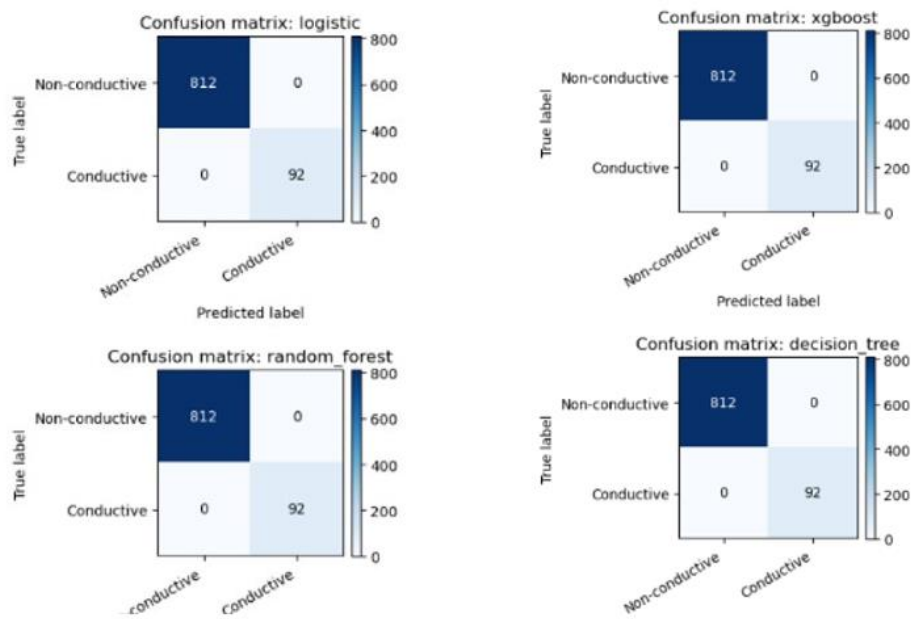 Confusion matrix: logistic
800
Non-conductive
812
0
600
True label
400
Conductive
0
92
200
0
Non-conductive
Conductive
Predicted label
Confusion matrix: xgboost
800
Non-conductive
812
0
600
True label
400
Conductive
0
92
200
0
Non-conductive
Conductive
Predicted label
Confusion matrix: random_forest
800
Non-conductive
812
0
600
True label
400
Conductive
0
92
200
0
-conductive
Conductive
Confusion matrix: decision_tree
800
Non-conductive
812
0
600
True label
400
Conductive
0
92
200
0
Non-conductive
Conductive